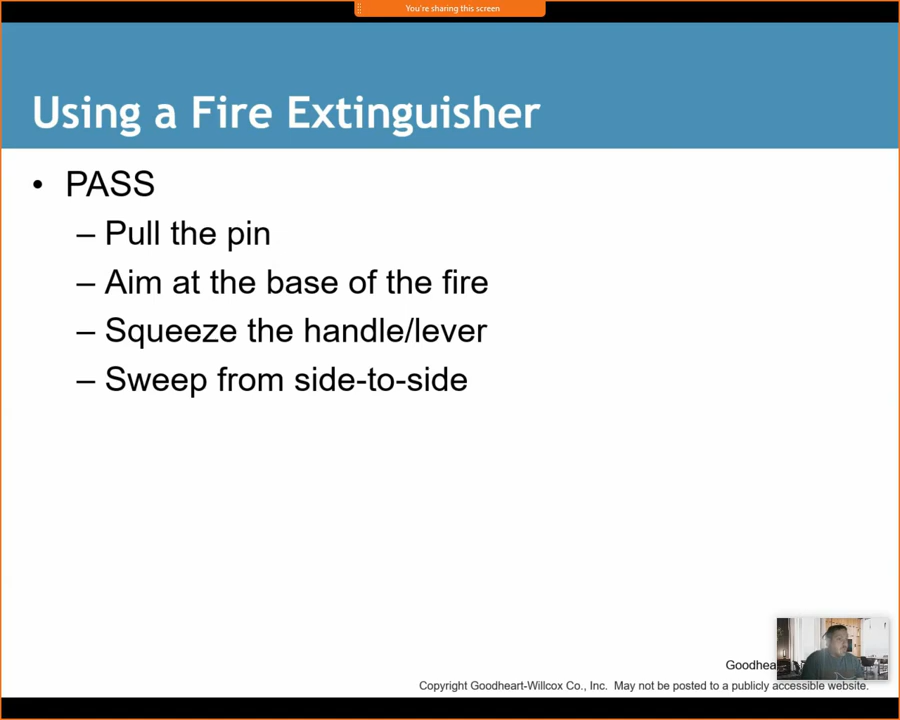 You're sharing this screen
Using a Fire Extinguisher
• PASS
– Pull the pin
– Aim at the base of the fire
– Squeeze the handle/lever
– Sweep from side-to-side
Copyright Goodheart-Willcox Co., Inc. May not be posted to a publicly accessible website.